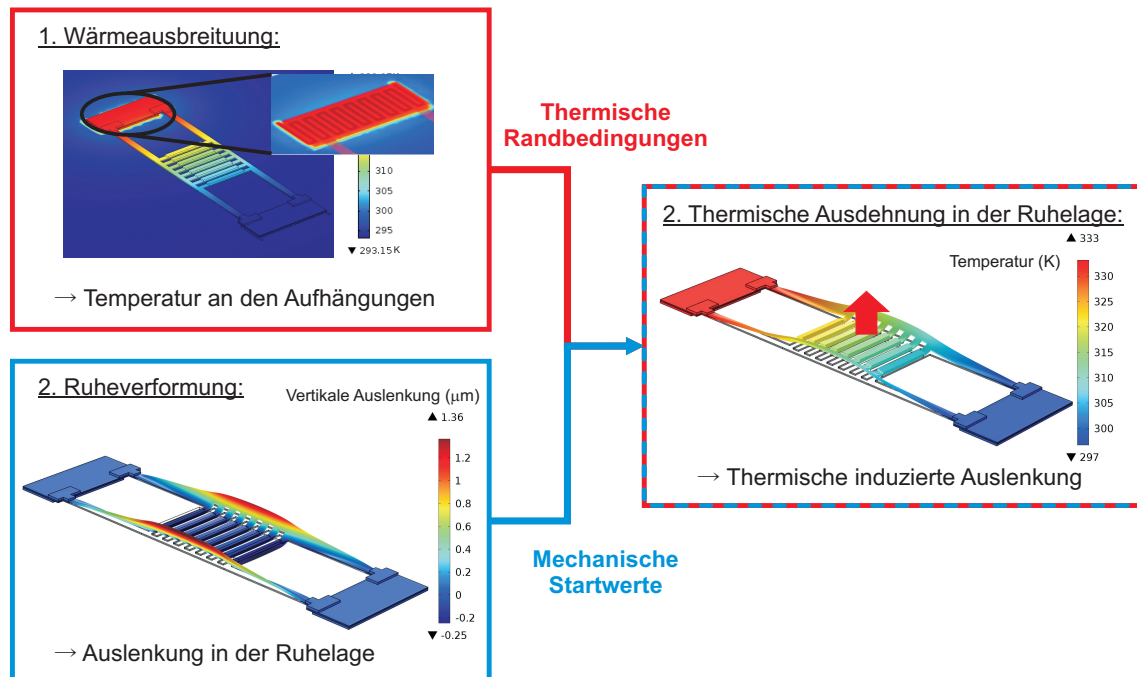 1. Wärmeausbreituung:
310
305
300
295
▼ 293.15 K
→ Temperatur an den Aufhängungen
Thermische
Randbedingungen
2. Ruheverformung:
Vertikale Auslenkung (μm)
▲ 1.36
1.2
1
0.8
0.6
0.4
0.2
0
-0.2
▼ -0.25
→ Auslenkung in der Ruhelage
Mechanische
Startwerte
2. Thermische Ausdehnung in der Ruhelage:
▲ 333
Temperatur (K)
330
325
320
315
310
305
300
▼ 297
→ Thermische induzierte Auslenkung